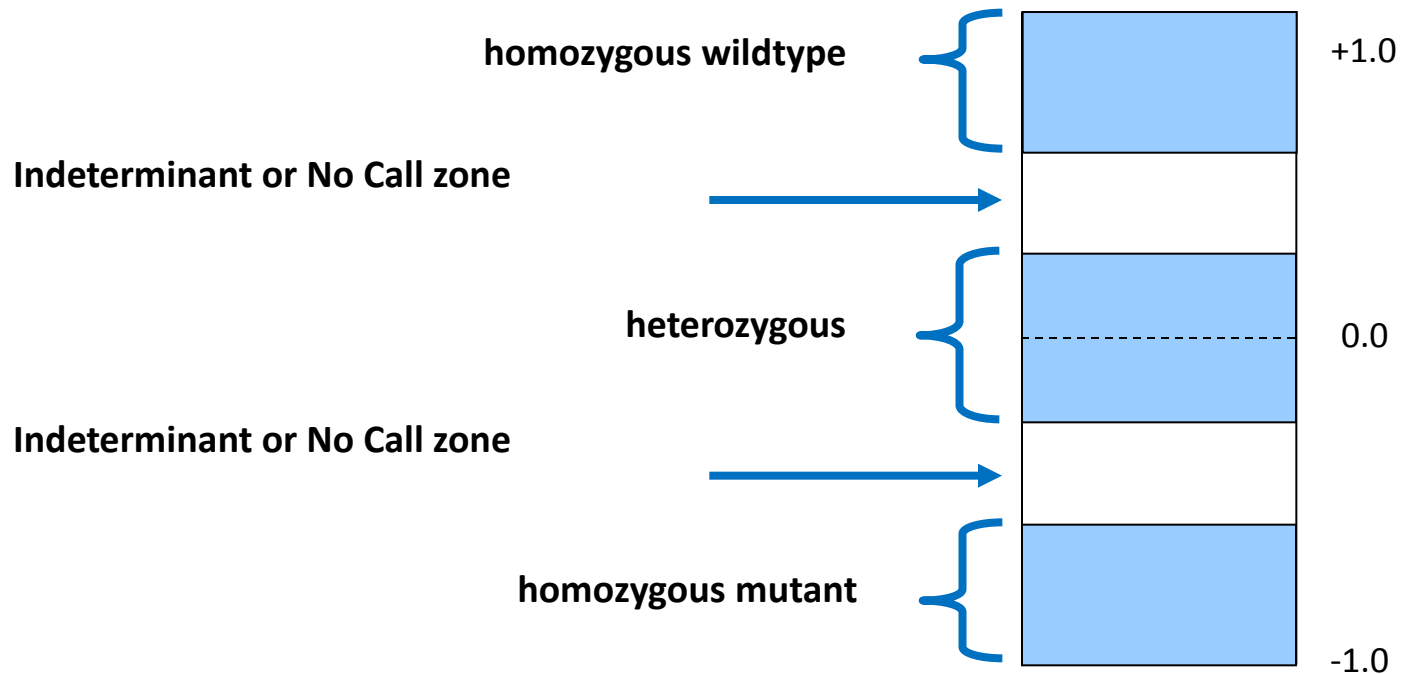 homozygous wildtype
+1.0
Indeterminant or No Call zone
heterozygous
0.0
Indeterminant or No Call zone
homozygous mutant
-1.0